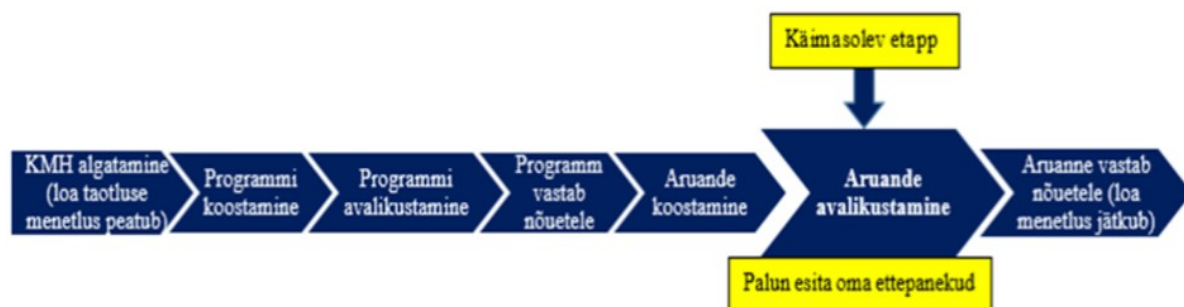 Käimasolev etapp
KMH algatamine
(loa taotluse
menetlus peatub)
Programmi
koostamine
Programmi
avalikustamine
Programm
vastab
nõuetele
Aruande
koostamine
Aruande
avalikustamine
Aruanne vastab
nõuetele (loa
menetlus jätkub)
Palun esita oma ettepanekud